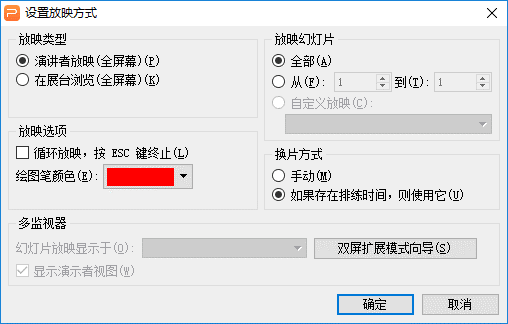 设置放映方式
放映类型
演讲者放映(全屏幕)(P)
在展台浏览(全屏幕)(K)
放映幻灯片
全部(A)
从(F): 1 到(T): 1
自定义放映(C):
放映选项
循环放映，按 ESC 键终止(L)
绘图笔颜色(E):
换片方式
手动(M)
如果存在排练时间，则使用它(U)
多监视器
幻灯片放映显示于(O):
双屏扩展模式向导(S)
显示演示者视图(W)
确定
取消